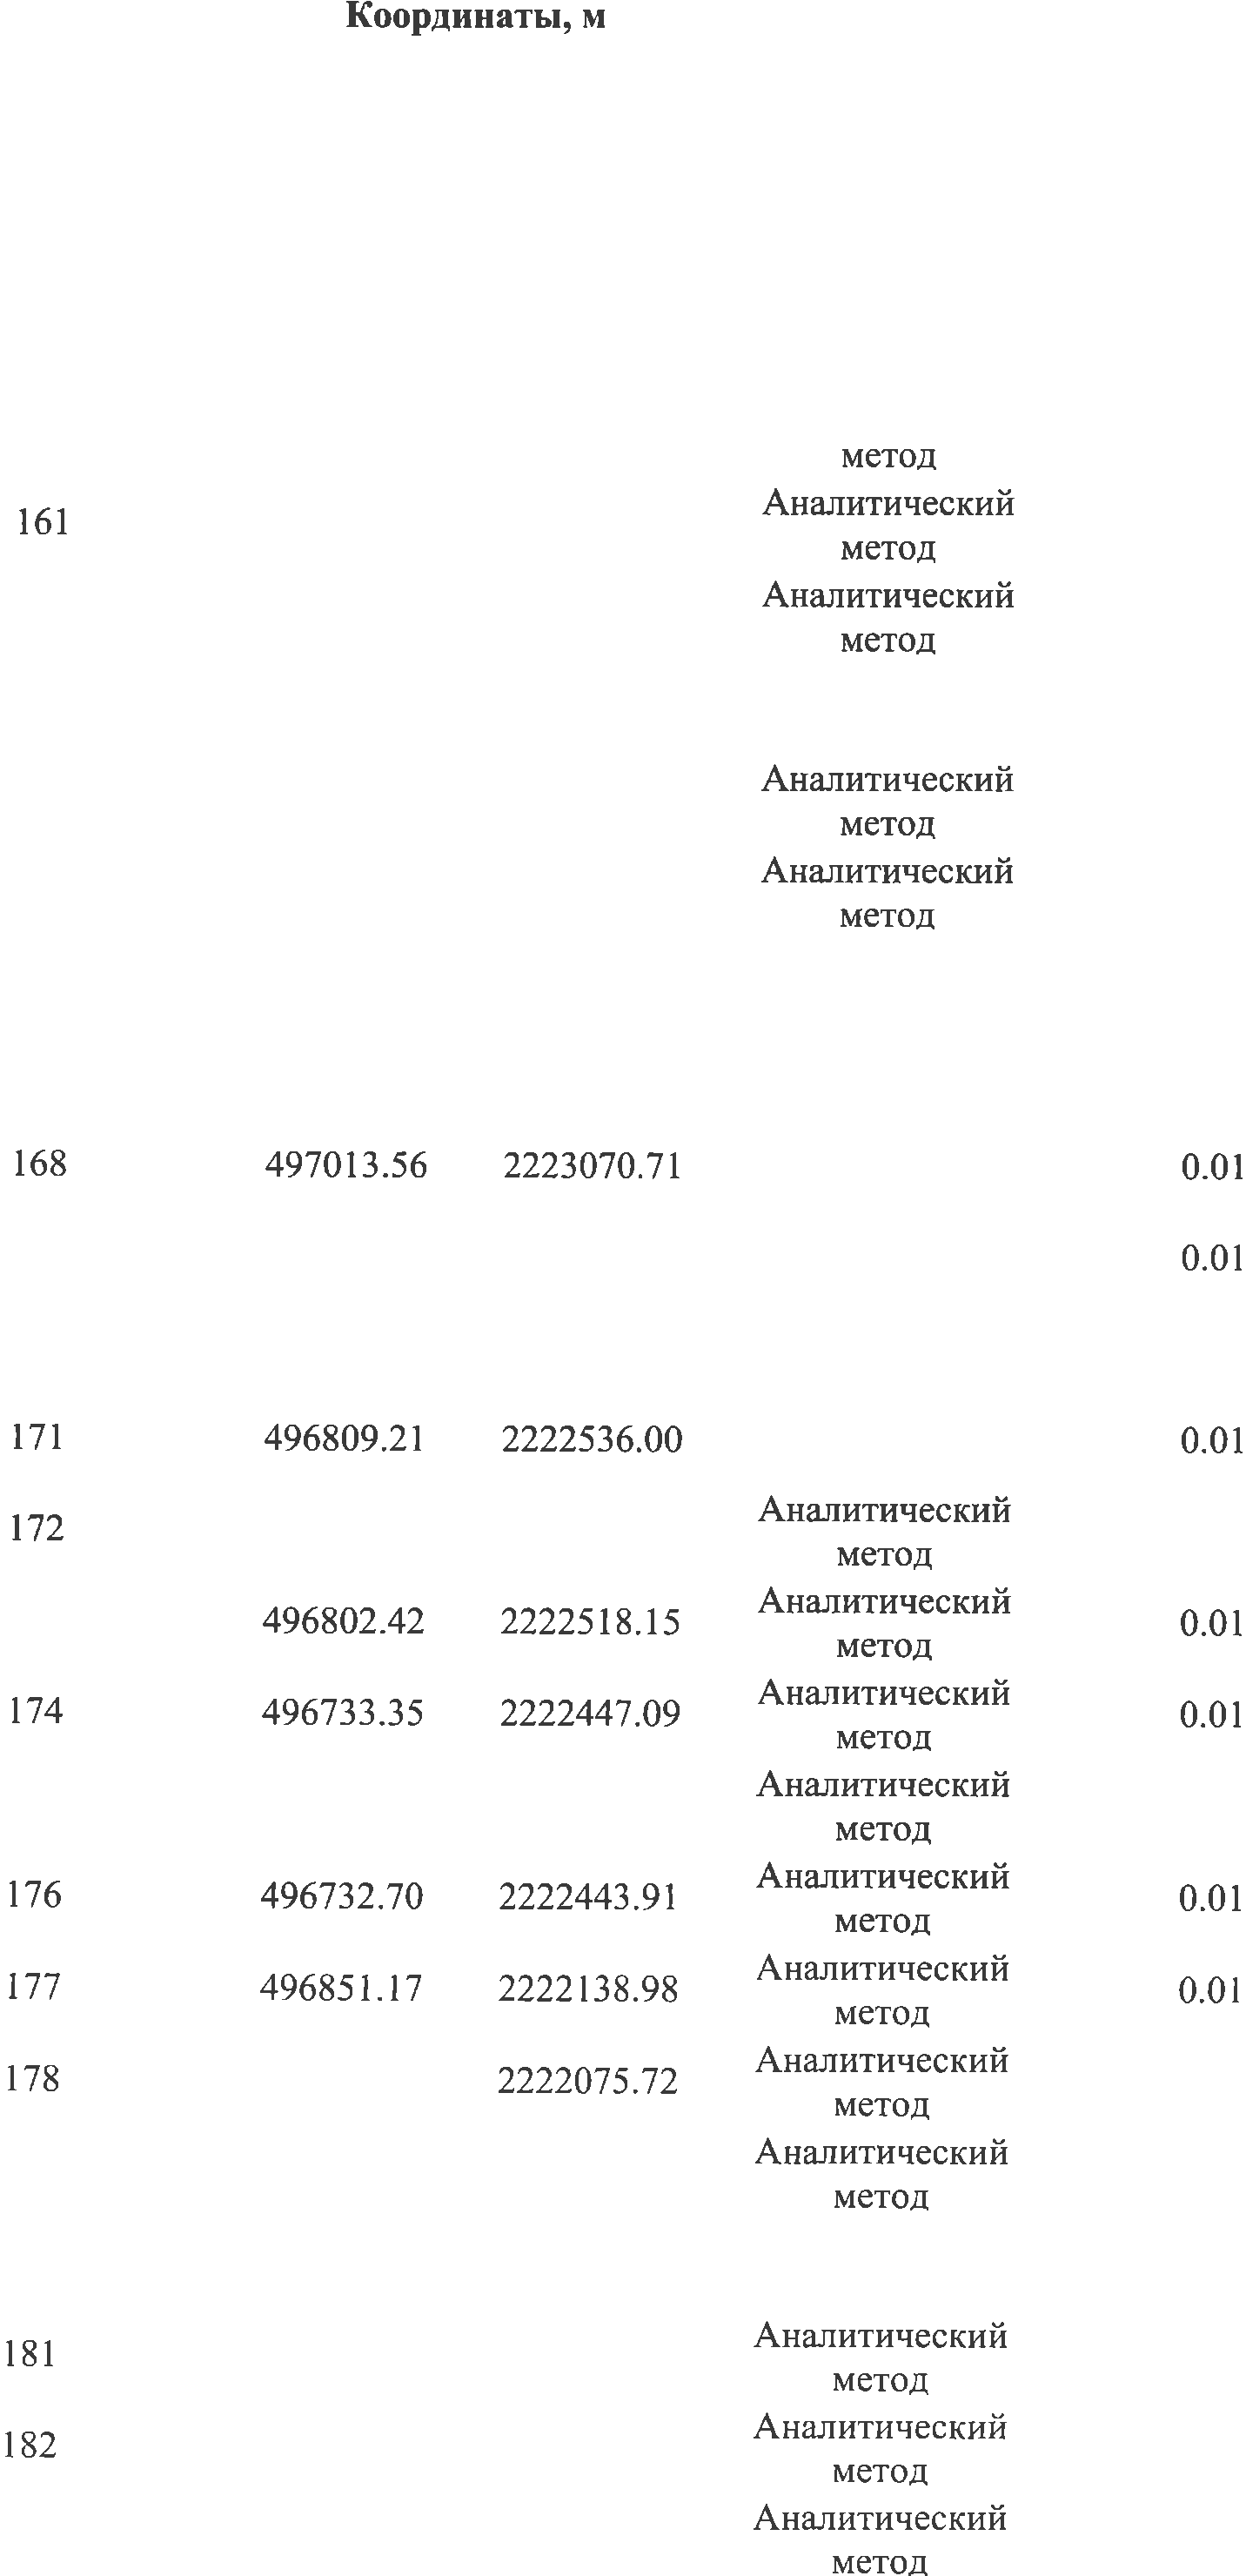 Координаты, м
метод
161 Аналитический
метод
Аналитический
метод
Аналитический
метод
Аналитический
метод
168 497013.56 2223070.71 0.01
0.01
171 496809.21 2222536.00 0.01
172 Аналитический
метод
496802.42 2222518.15 Аналитический 0.01
метод
174 496733.35 2222447.09 Аналитический 0.01
метод
Аналитический
метод
176 496732.70 2222443.91 Аналитический 0.01
метод
177 496851.17 2222138.98 Аналитический 0.01
метод
178 2222075.72 Аналитический
метод
Аналитический
метод
181 Аналитический
метод
182 Аналитический
метод
Аналитический
метод